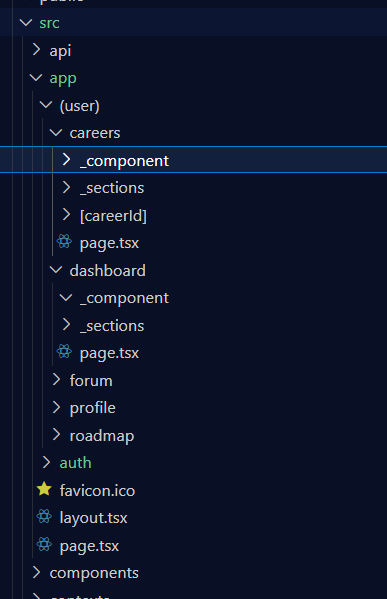 public
src
api
app
(user)
careers
_component
_sections
[careerId]
page.tsx
dashboard
_component
_sections
page.tsx
forum
profile
roadmap
auth
favicon.ico
layout.tsx
page.tsx
components
contexts